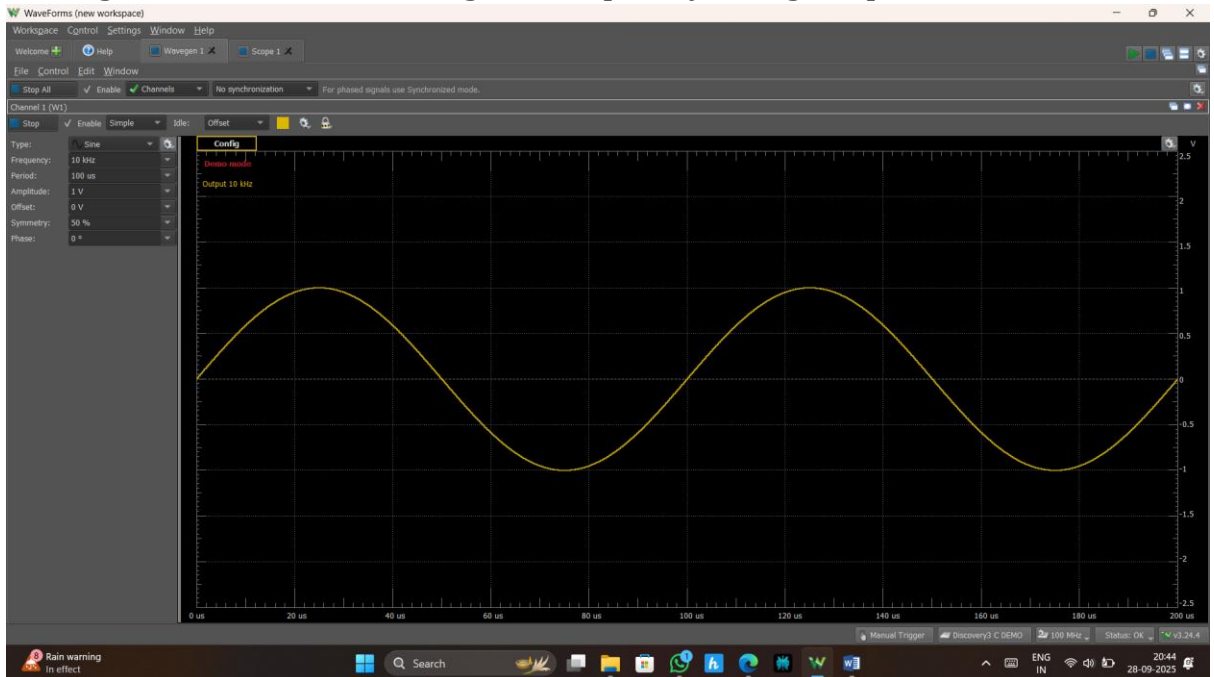 WaveForms (new workspace)
Workspace Control Settings Window Help
Welcome Help Wavegen 1 Scope 1
File Control Edit Window
Stop All Enable Channels No synchronization For phased signals use Synchronized mode.
Channel 1 (W1)
Stop Enable Simple Idle: Offset
Type: Sine
Frequency: 10 kHz
Period: 100 us
Amplitude: 1 V
Offset: 0 V
Symmetry: 50 %
Phase: 0 °
Config
Demo mode
Output 10 kHz
V
2.5
2
1.5
1
0.5
0
-0.5
-1
-1.5
-2
-2.5
0 us 20 us 40 us 60 us 80 us 100 us 120 us 140 us 160 us 180 us 200 us
Manual Trigger Discovery3 C DEMO 100 MHz Status: OK v3.24.4
8
Rain warning
In effect
Search
9
h
W
ENG
IN
20:44
28-09-2025